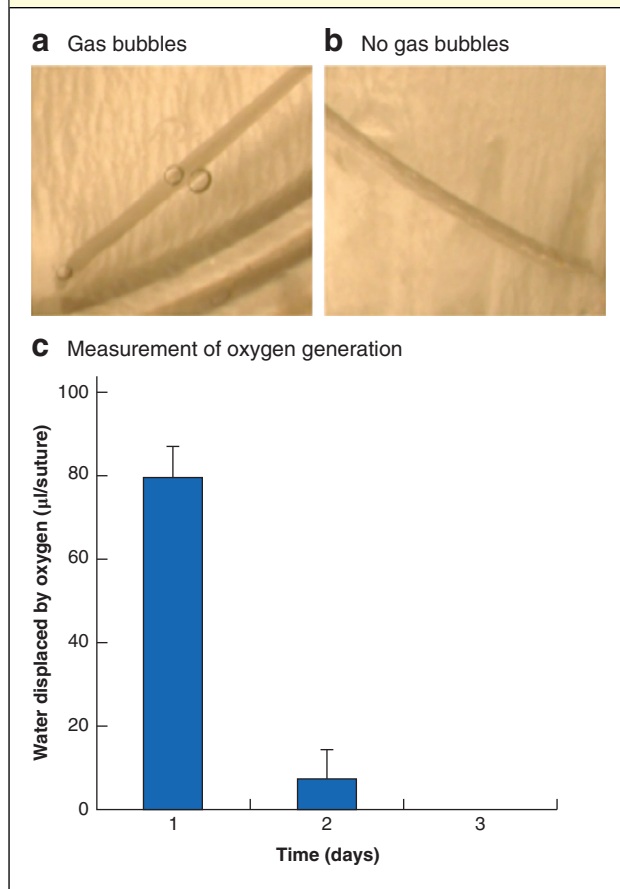 a Gas bubbles
b No gas bubbles
c Measurement of oxygen generation
Water displaced by oxygen (μl/suture)
100
80
60
40
20
0
1 2 3
Time (days)